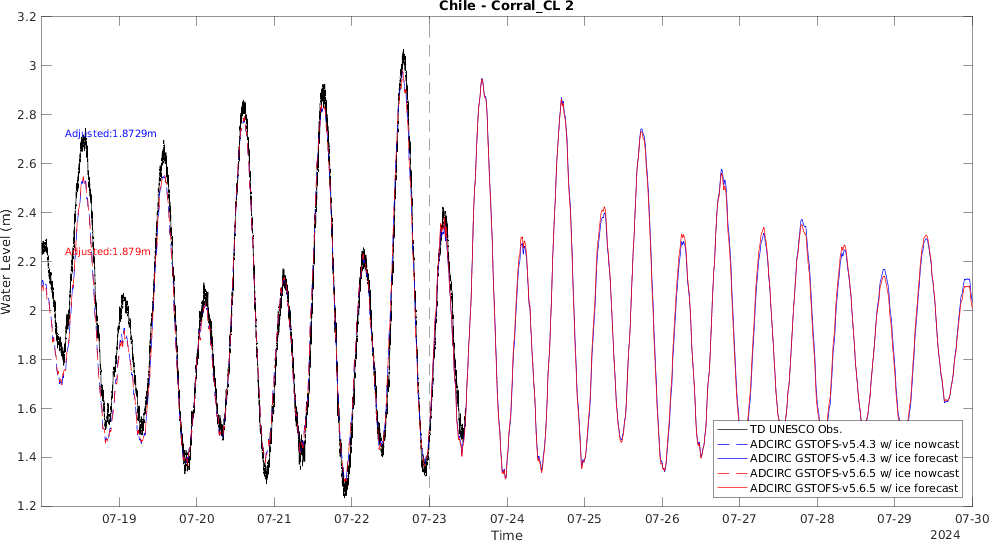 Chile - Corral_CL 2
3.2
3
2.8
2.6
2.4
2.2
2
1.8
1.6
1.4
1.2
Water Level (m)
Adjusted:1.8729m
Adjusted:1.879m
TD UNESCO Obs.
ADCIRC GSTOFS-v5.4.3 w/ ice nowcast
ADCIRC GSTOFS-v5.4.3 w/ ice forecast
ADCIRC GSTOFS-v5.6.5 w/ ice nowcast
ADCIRC GSTOFS-v5.6.5 w/ ice forecast
07-19 07-20 07-21 07-22 07-23 07-24 07-25 07-26 07-27 07-28 07-29 07-30
Time
2024